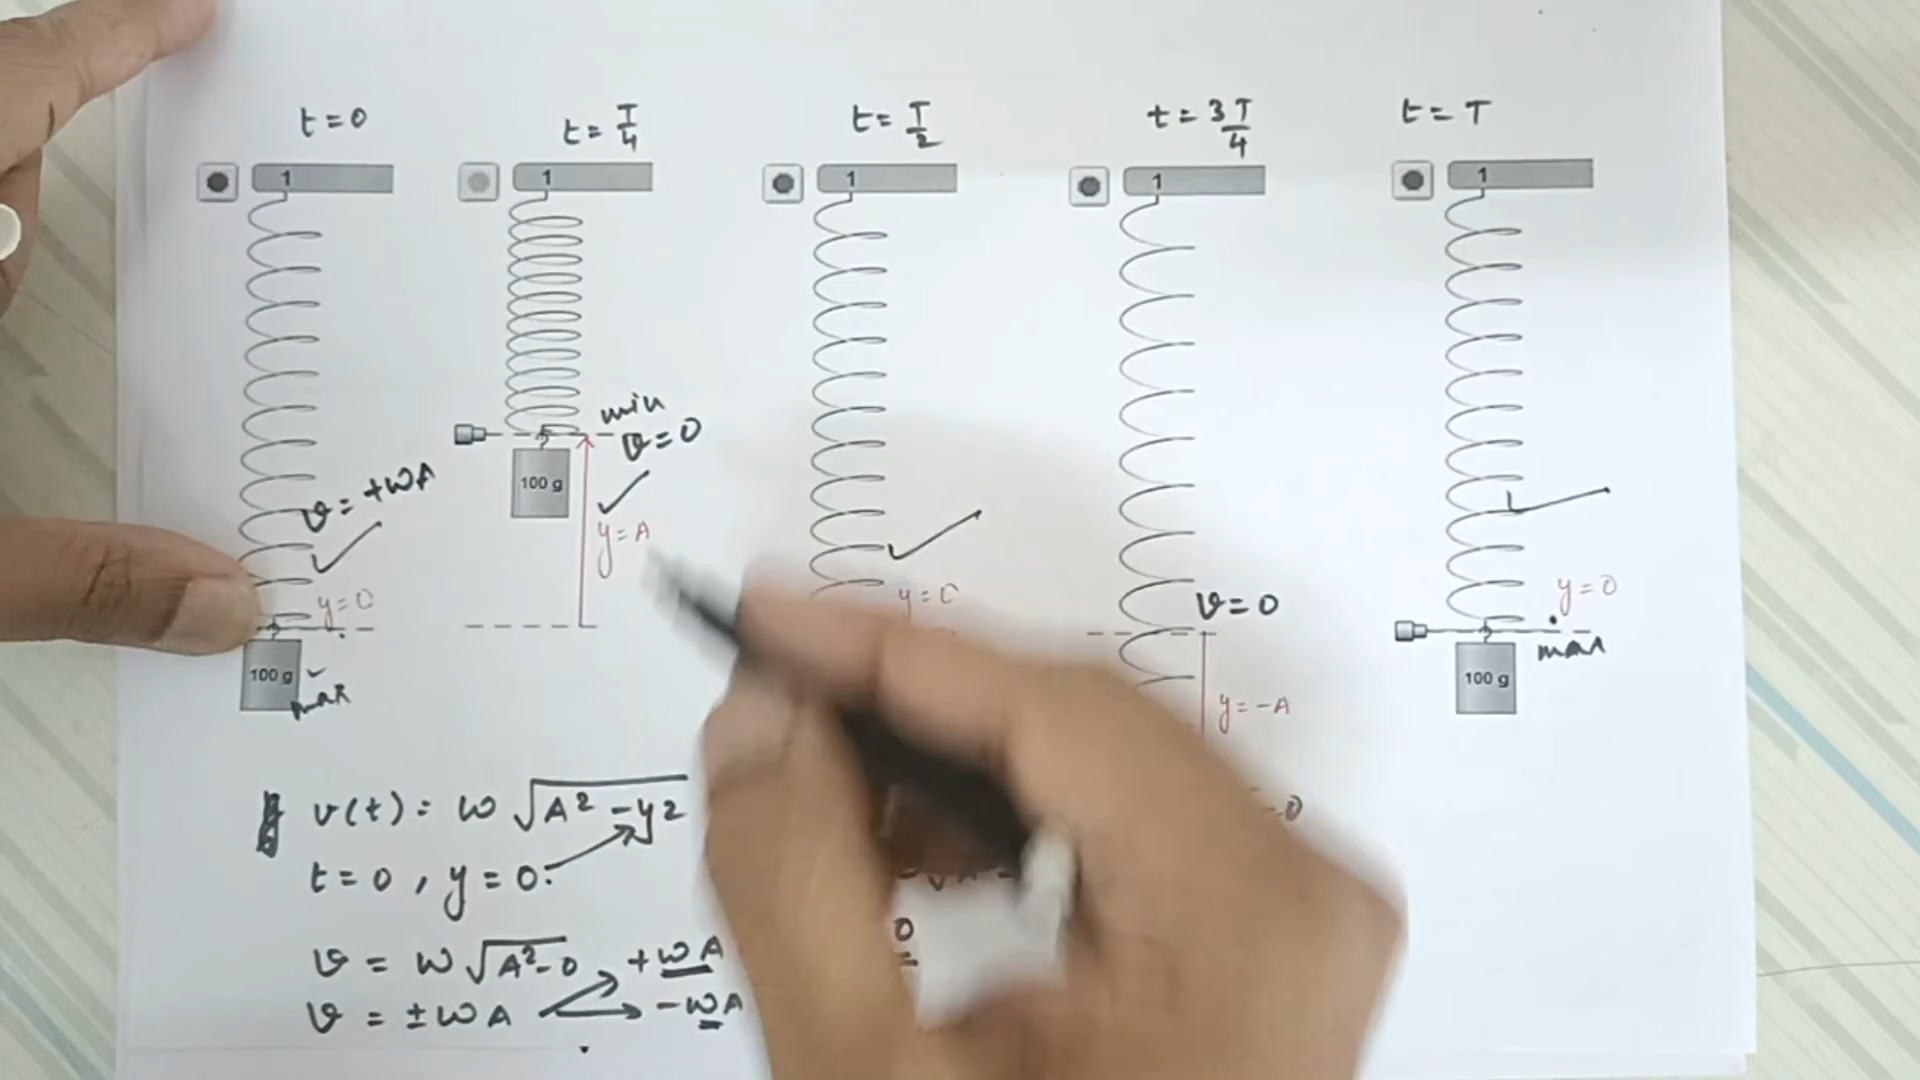 t = 0
t = T/4
t = T/2
t = 3T/4
t = T
1
1
1
1
1
min
v = 0
v = +ωA
100 g
y = A
y = 0
y = 0
v = 0
y = 0
100 g
max
y = -A
max
100 g
v(t) = ω √A² - y2
t = 0 , y = 0
v = ω √A² - 0
+ωA
v = ± ωA
-ωA
0